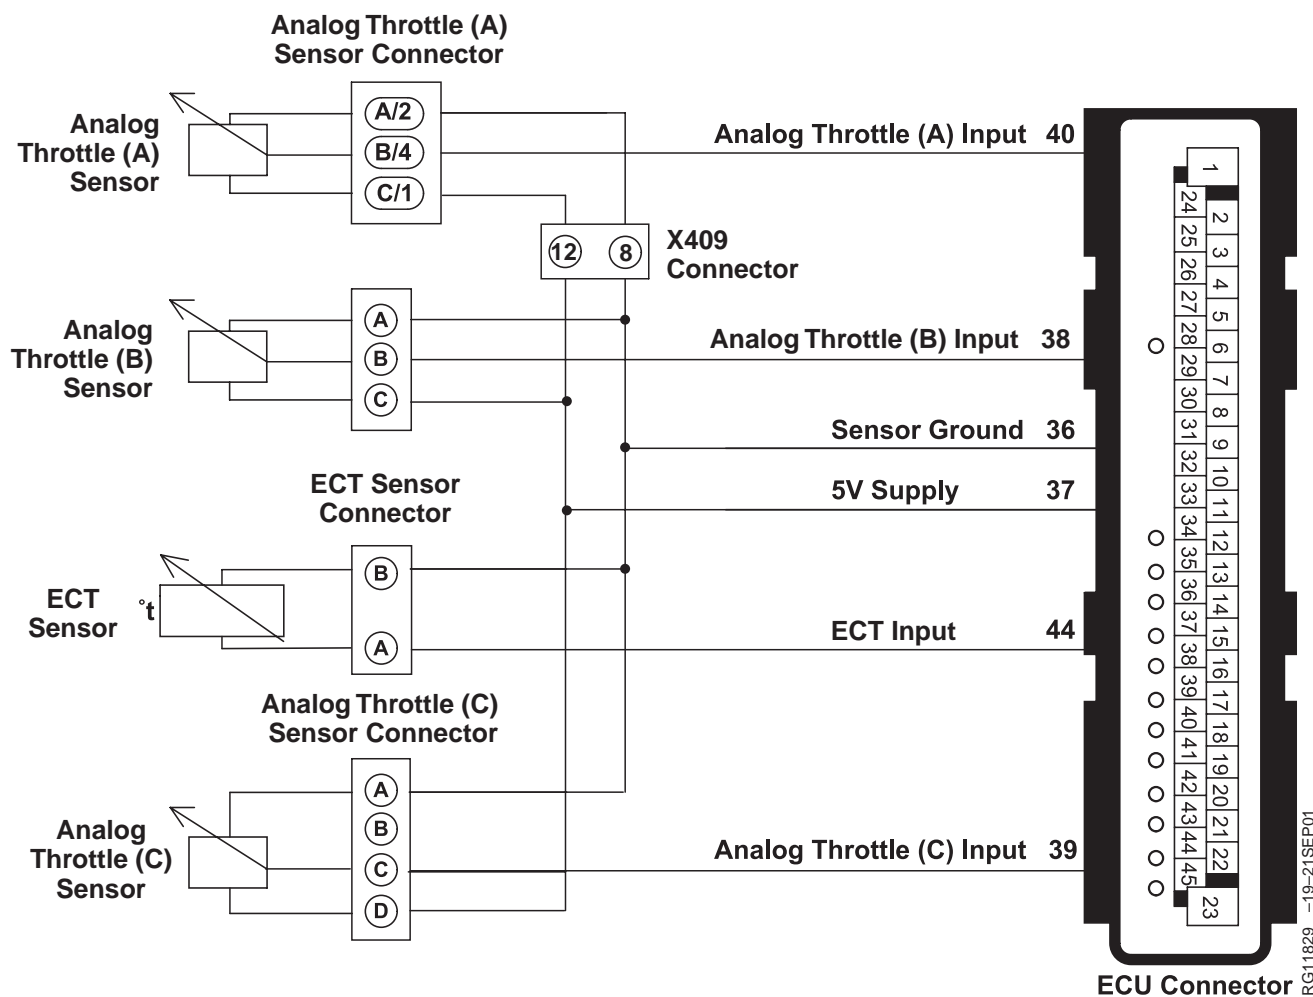 Analog Throttle (A)
Sensor Connector
Analog
Throttle (A)
Sensor
A/2
B/4
C/1
Analog Throttle (A) Input 40
12
8
X409
Connector
Analog
Throttle (B)
Sensor
A
B
C
Analog Throttle (B) Input 38
Sensor Ground 36
5V Supply 37
ECT Sensor
Connector
ECT
Sensor
°t
B
A
ECT Input 44
Analog Throttle (C)
Sensor Connector
Analog
Throttle (C)
Sensor
A
B
C
D
Analog Throttle (C) Input 39
1
2
3
4
5
6
7
8
9
10
11
12
13
14
15
16
17
18
19
20
21
22
23
24
25
26
27
28
29
30
31
32
33
34
35
36
37
38
39
40
41
42
43
44
45
ECU Connector
RG11829 –19–21SEP01